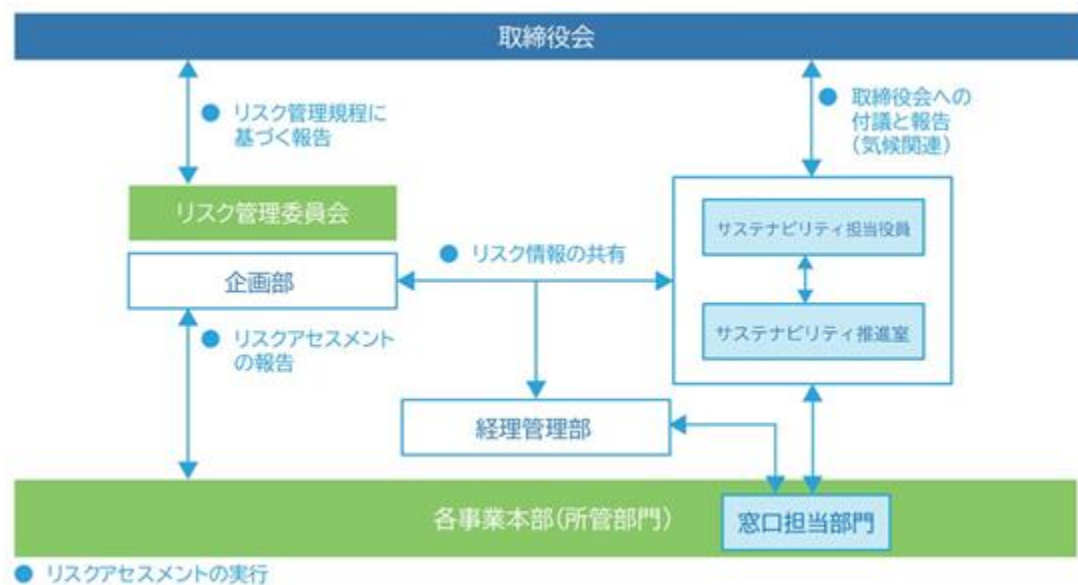 取締役会
● リスク管理規程に
基づく報告
● 取締役会への
付議と報告
（気候関連）
リスク管理委員会
企画部
● リスク情報の共有
サステナビリティ担当役員
サステナビリティ推進室
● リスクアセスメント
の報告
経理管理部
各事業本部（所管部門）
窓口担当部門
● リスクアセスメントの実行